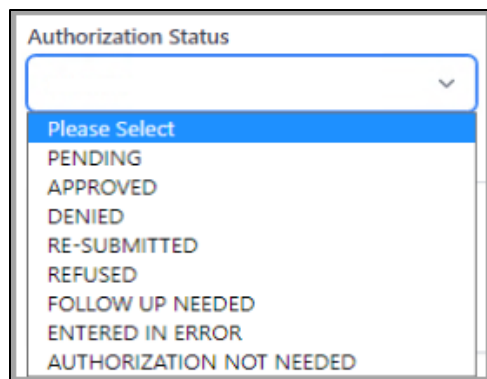 Authorization Status
Please Select
PENDING
APPROVED
DENIED
RE-SUBMITTED
REFUSED
FOLLOW UP NEEDED
ENTERED IN ERROR
AUTHORIZATION NOT NEEDED